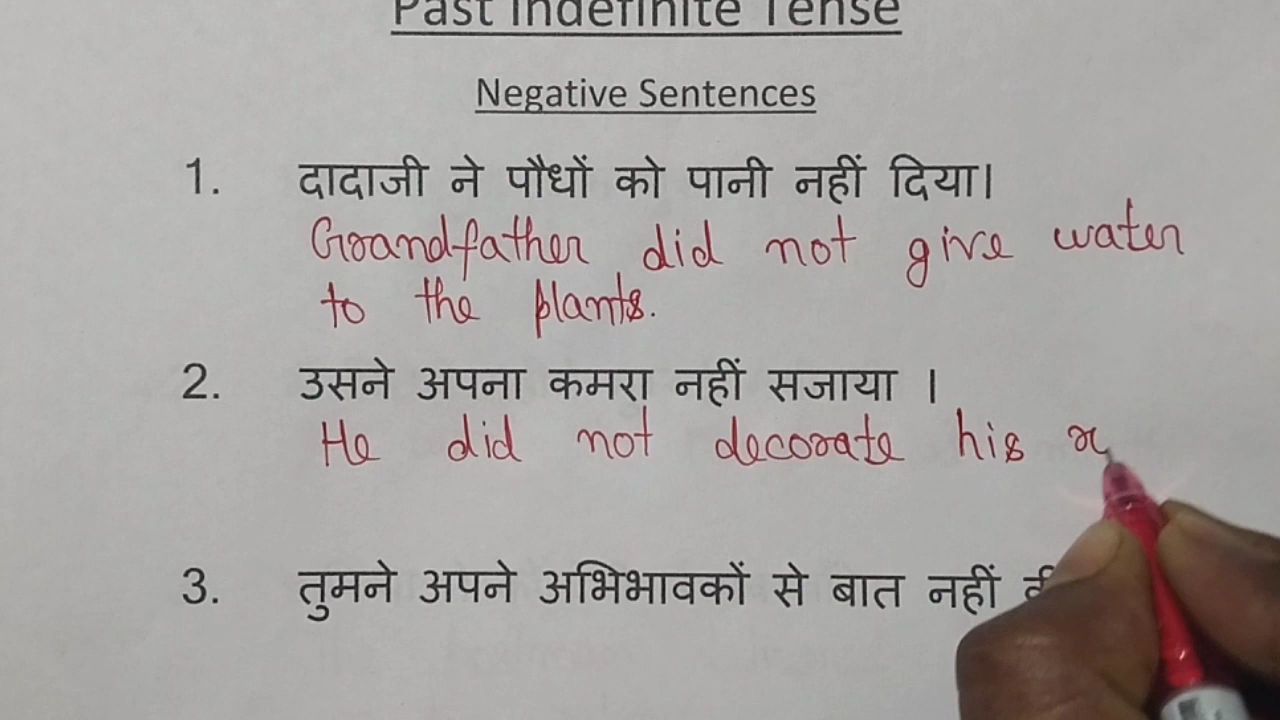 Past Indefinite Tense
Negative Sentences
1. दादाजी ने पौधों को पानी नहीं दिया।
Grandfather did not give water
to the plants.
2. उसने अपना कमरा नहीं सजाया ।
He did not decorate his r
3. तुमने अपने अभिभावकों से बात नहीं